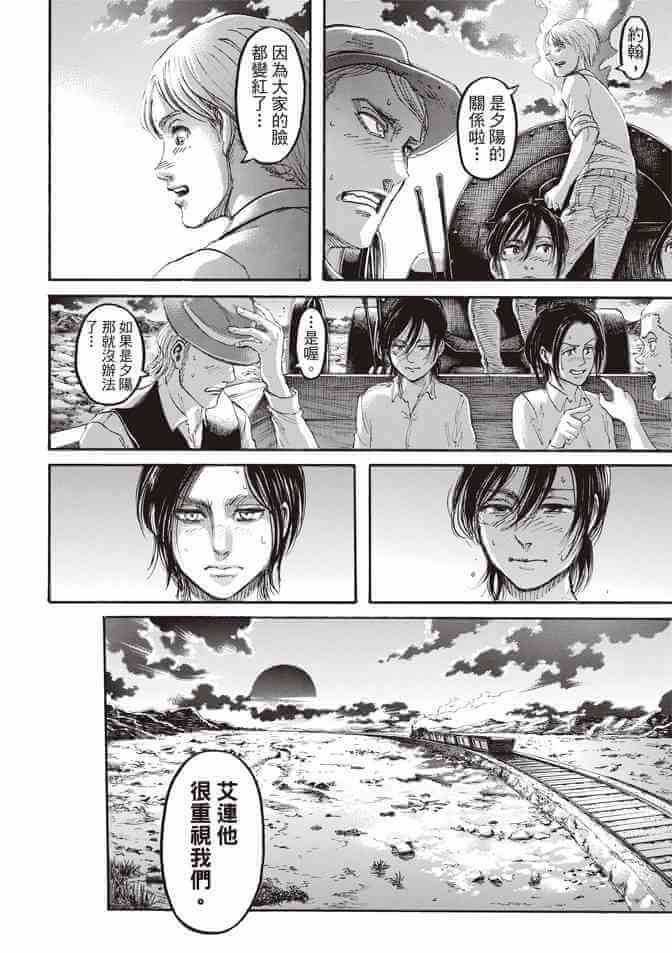 約翰，
是夕陽的
關係啦…
因為大家的臉
都變紅了…
…是喔。
如果是夕陽
那就沒辦法
了…
艾連他
很重視我們。